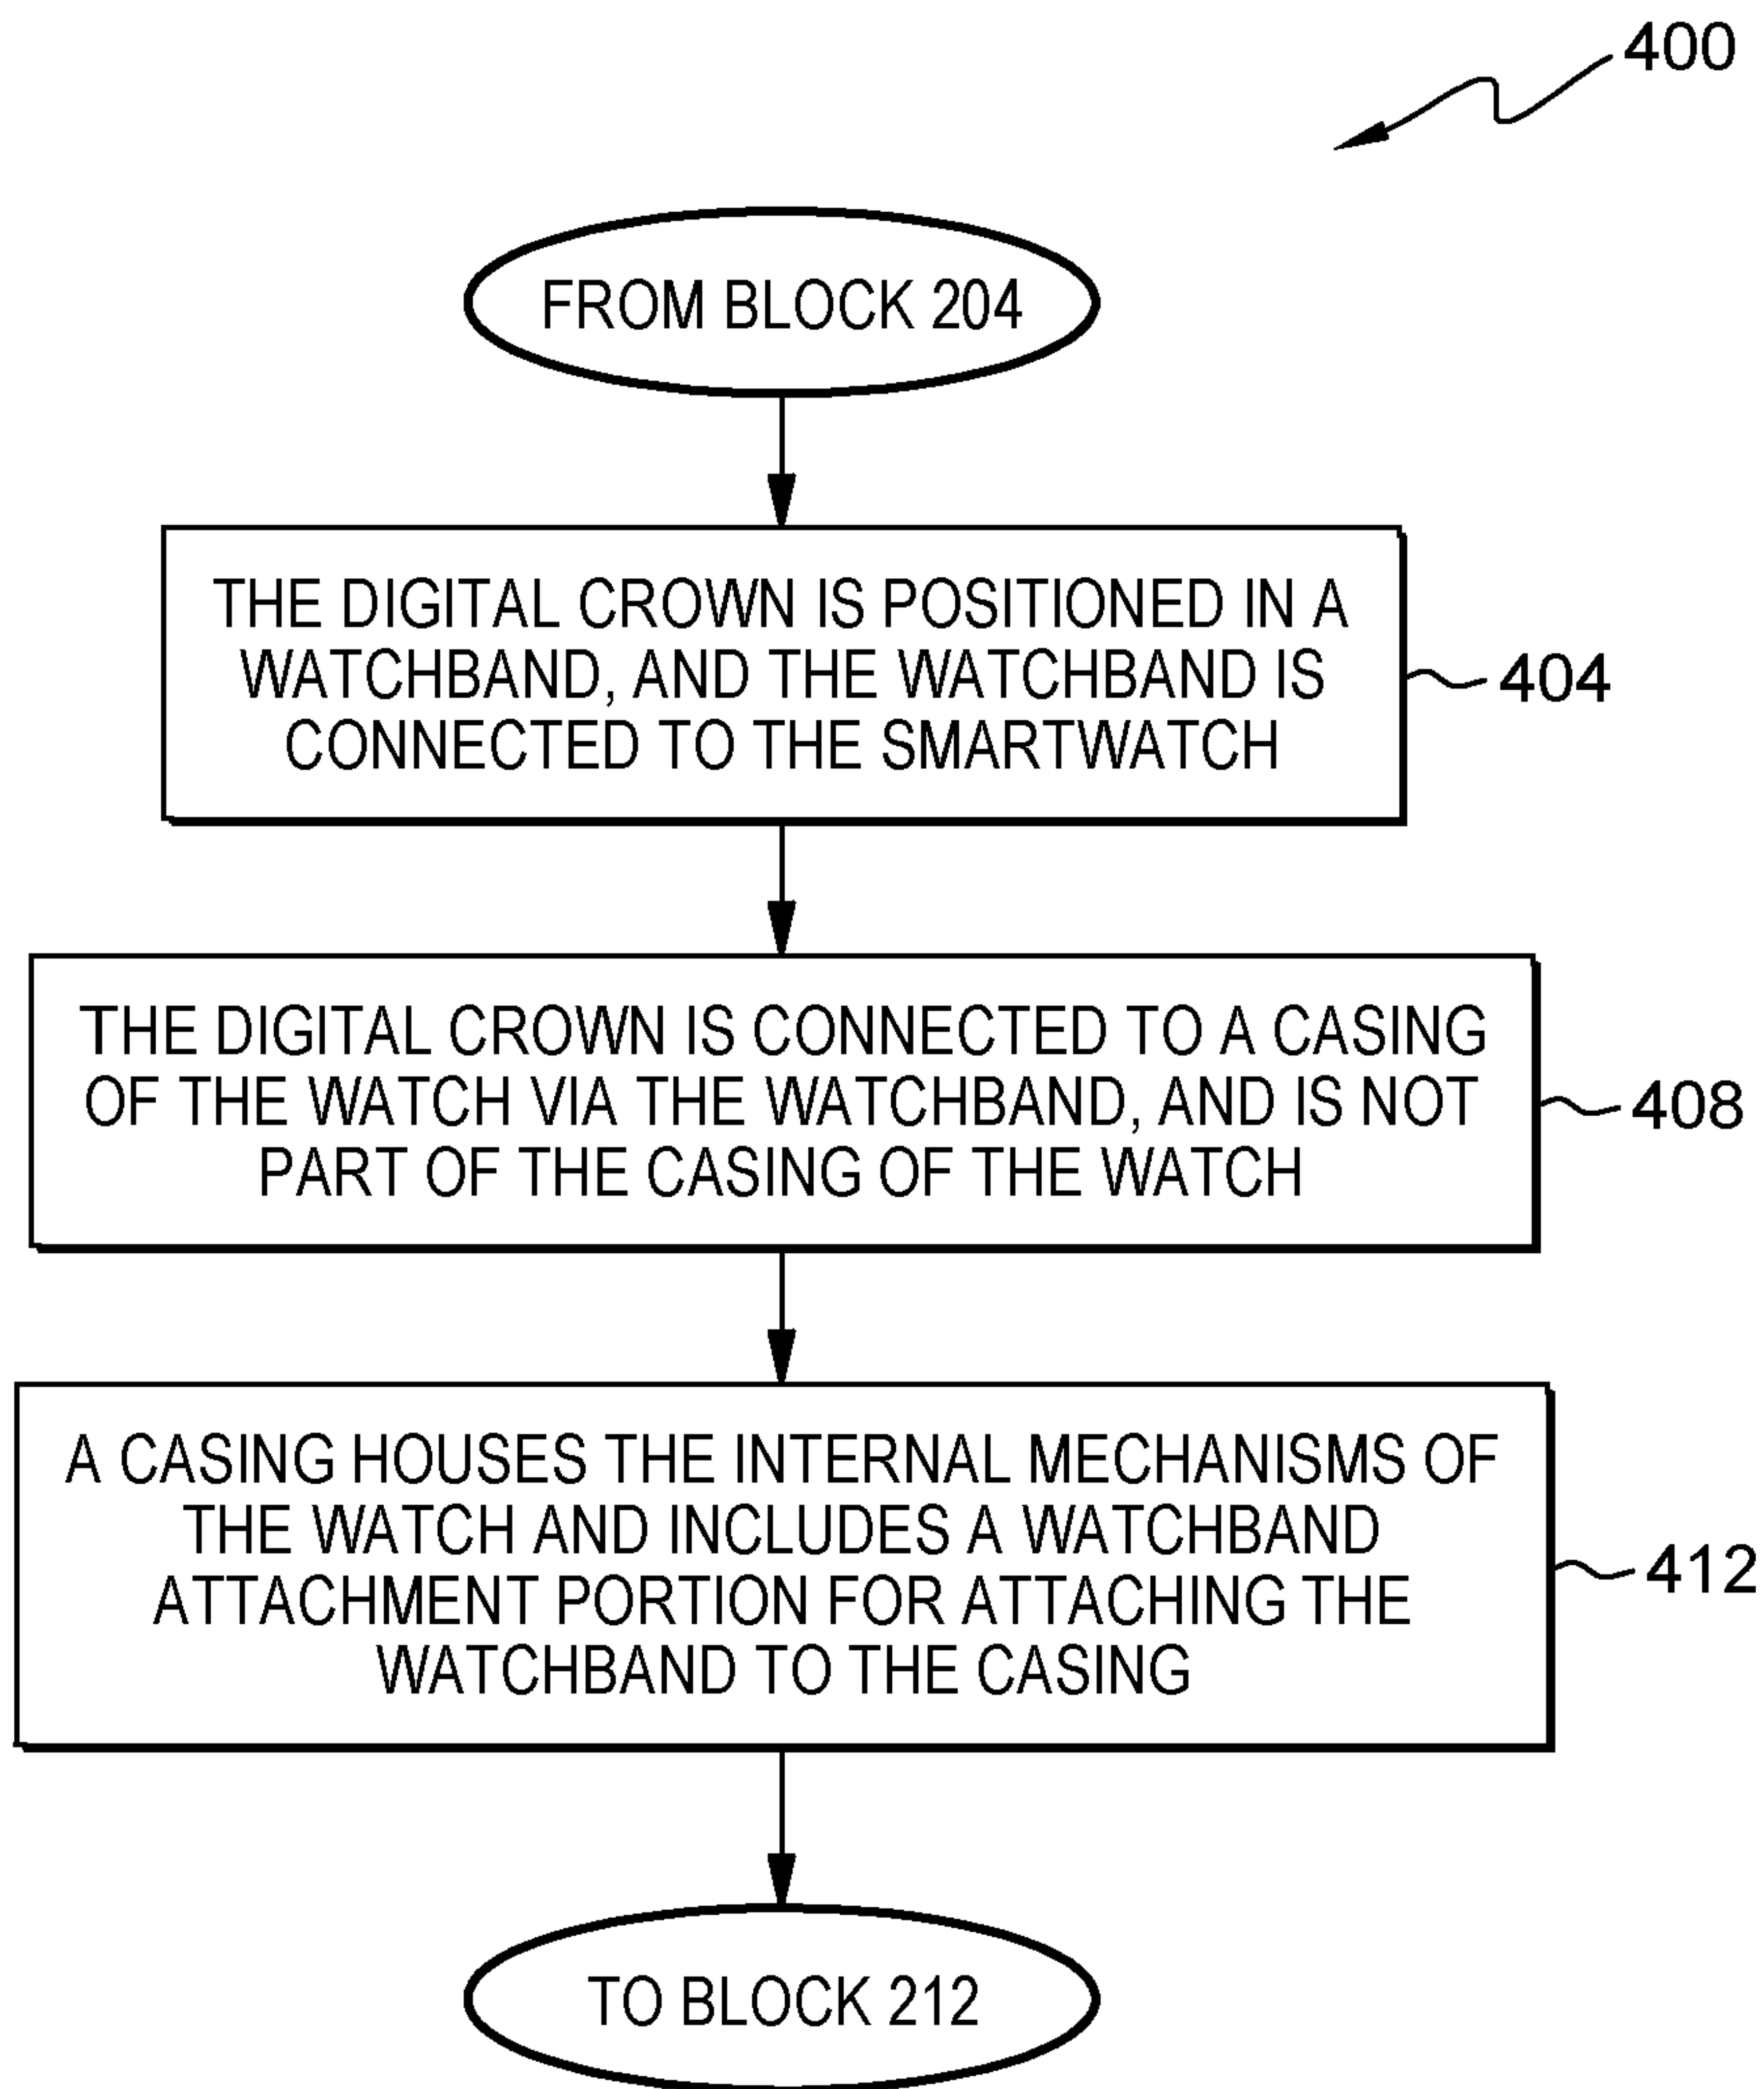 400
FROM BLOCK 204
THE DIGITAL CROWN IS POSITIONED IN A
WATCHBAND, AND THE WATCHBAND IS
CONNECTED TO THE SMARTWATCH
404
THE DIGITAL CROWN IS CONNECTED TO A CASING
OF THE WATCH VIA THE WATCHBAND, AND IS NOT
PART OF THE CASING OF THE WATCH
408
A CASING HOUSES THE INTERNAL MECHANISMS OF
THE WATCH AND INCLUDES A WATCHBAND
ATTACHMENT PORTION FOR ATTACHING THE
WATCHBAND TO THE CASING
412
TO BLOCK 212